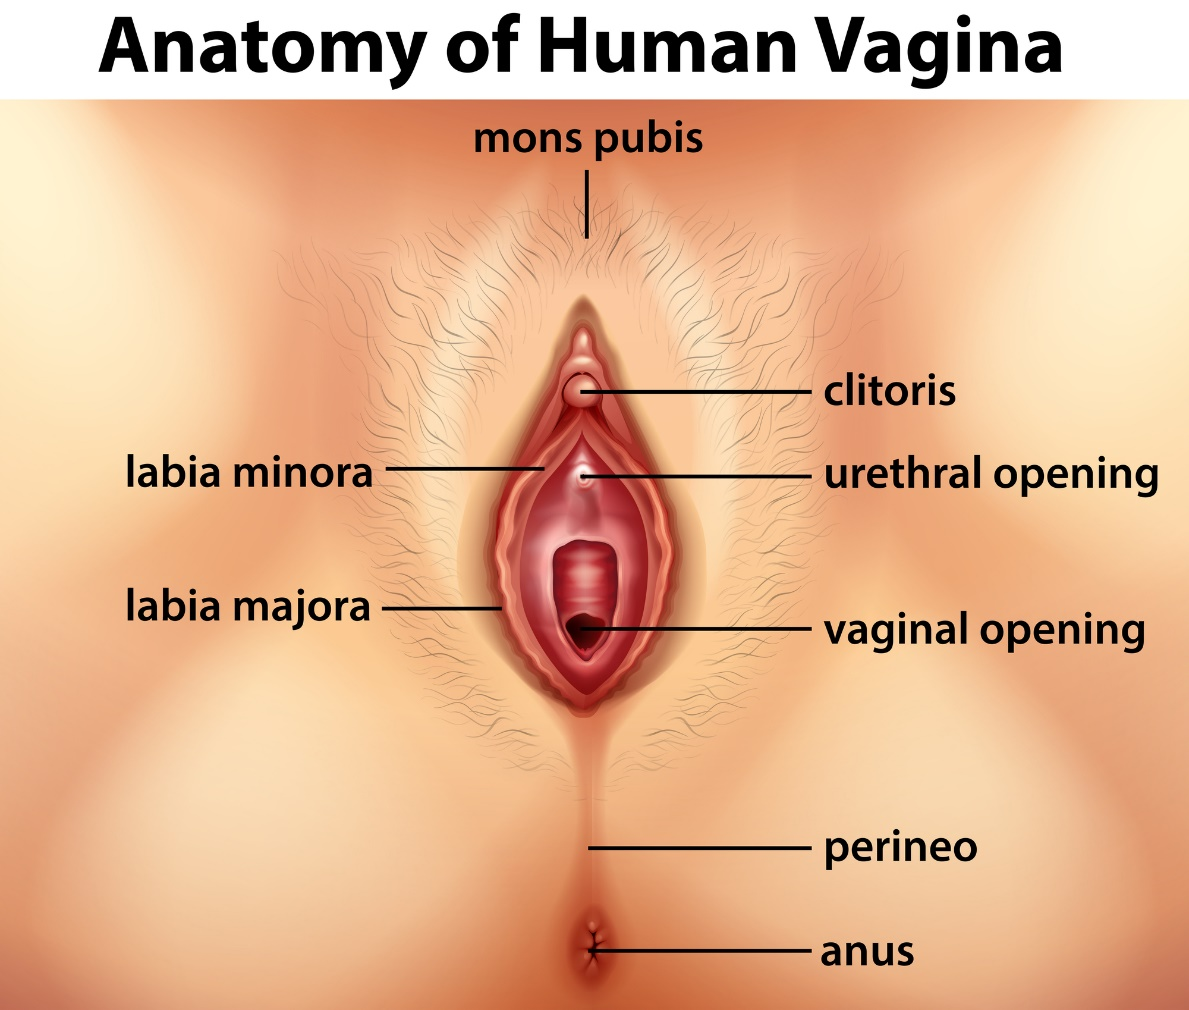 Anatomy of Human Vagina
mons pubis
clitoris
labia minora
urethral opening
labia majora
vaginal opening
perineo
anus